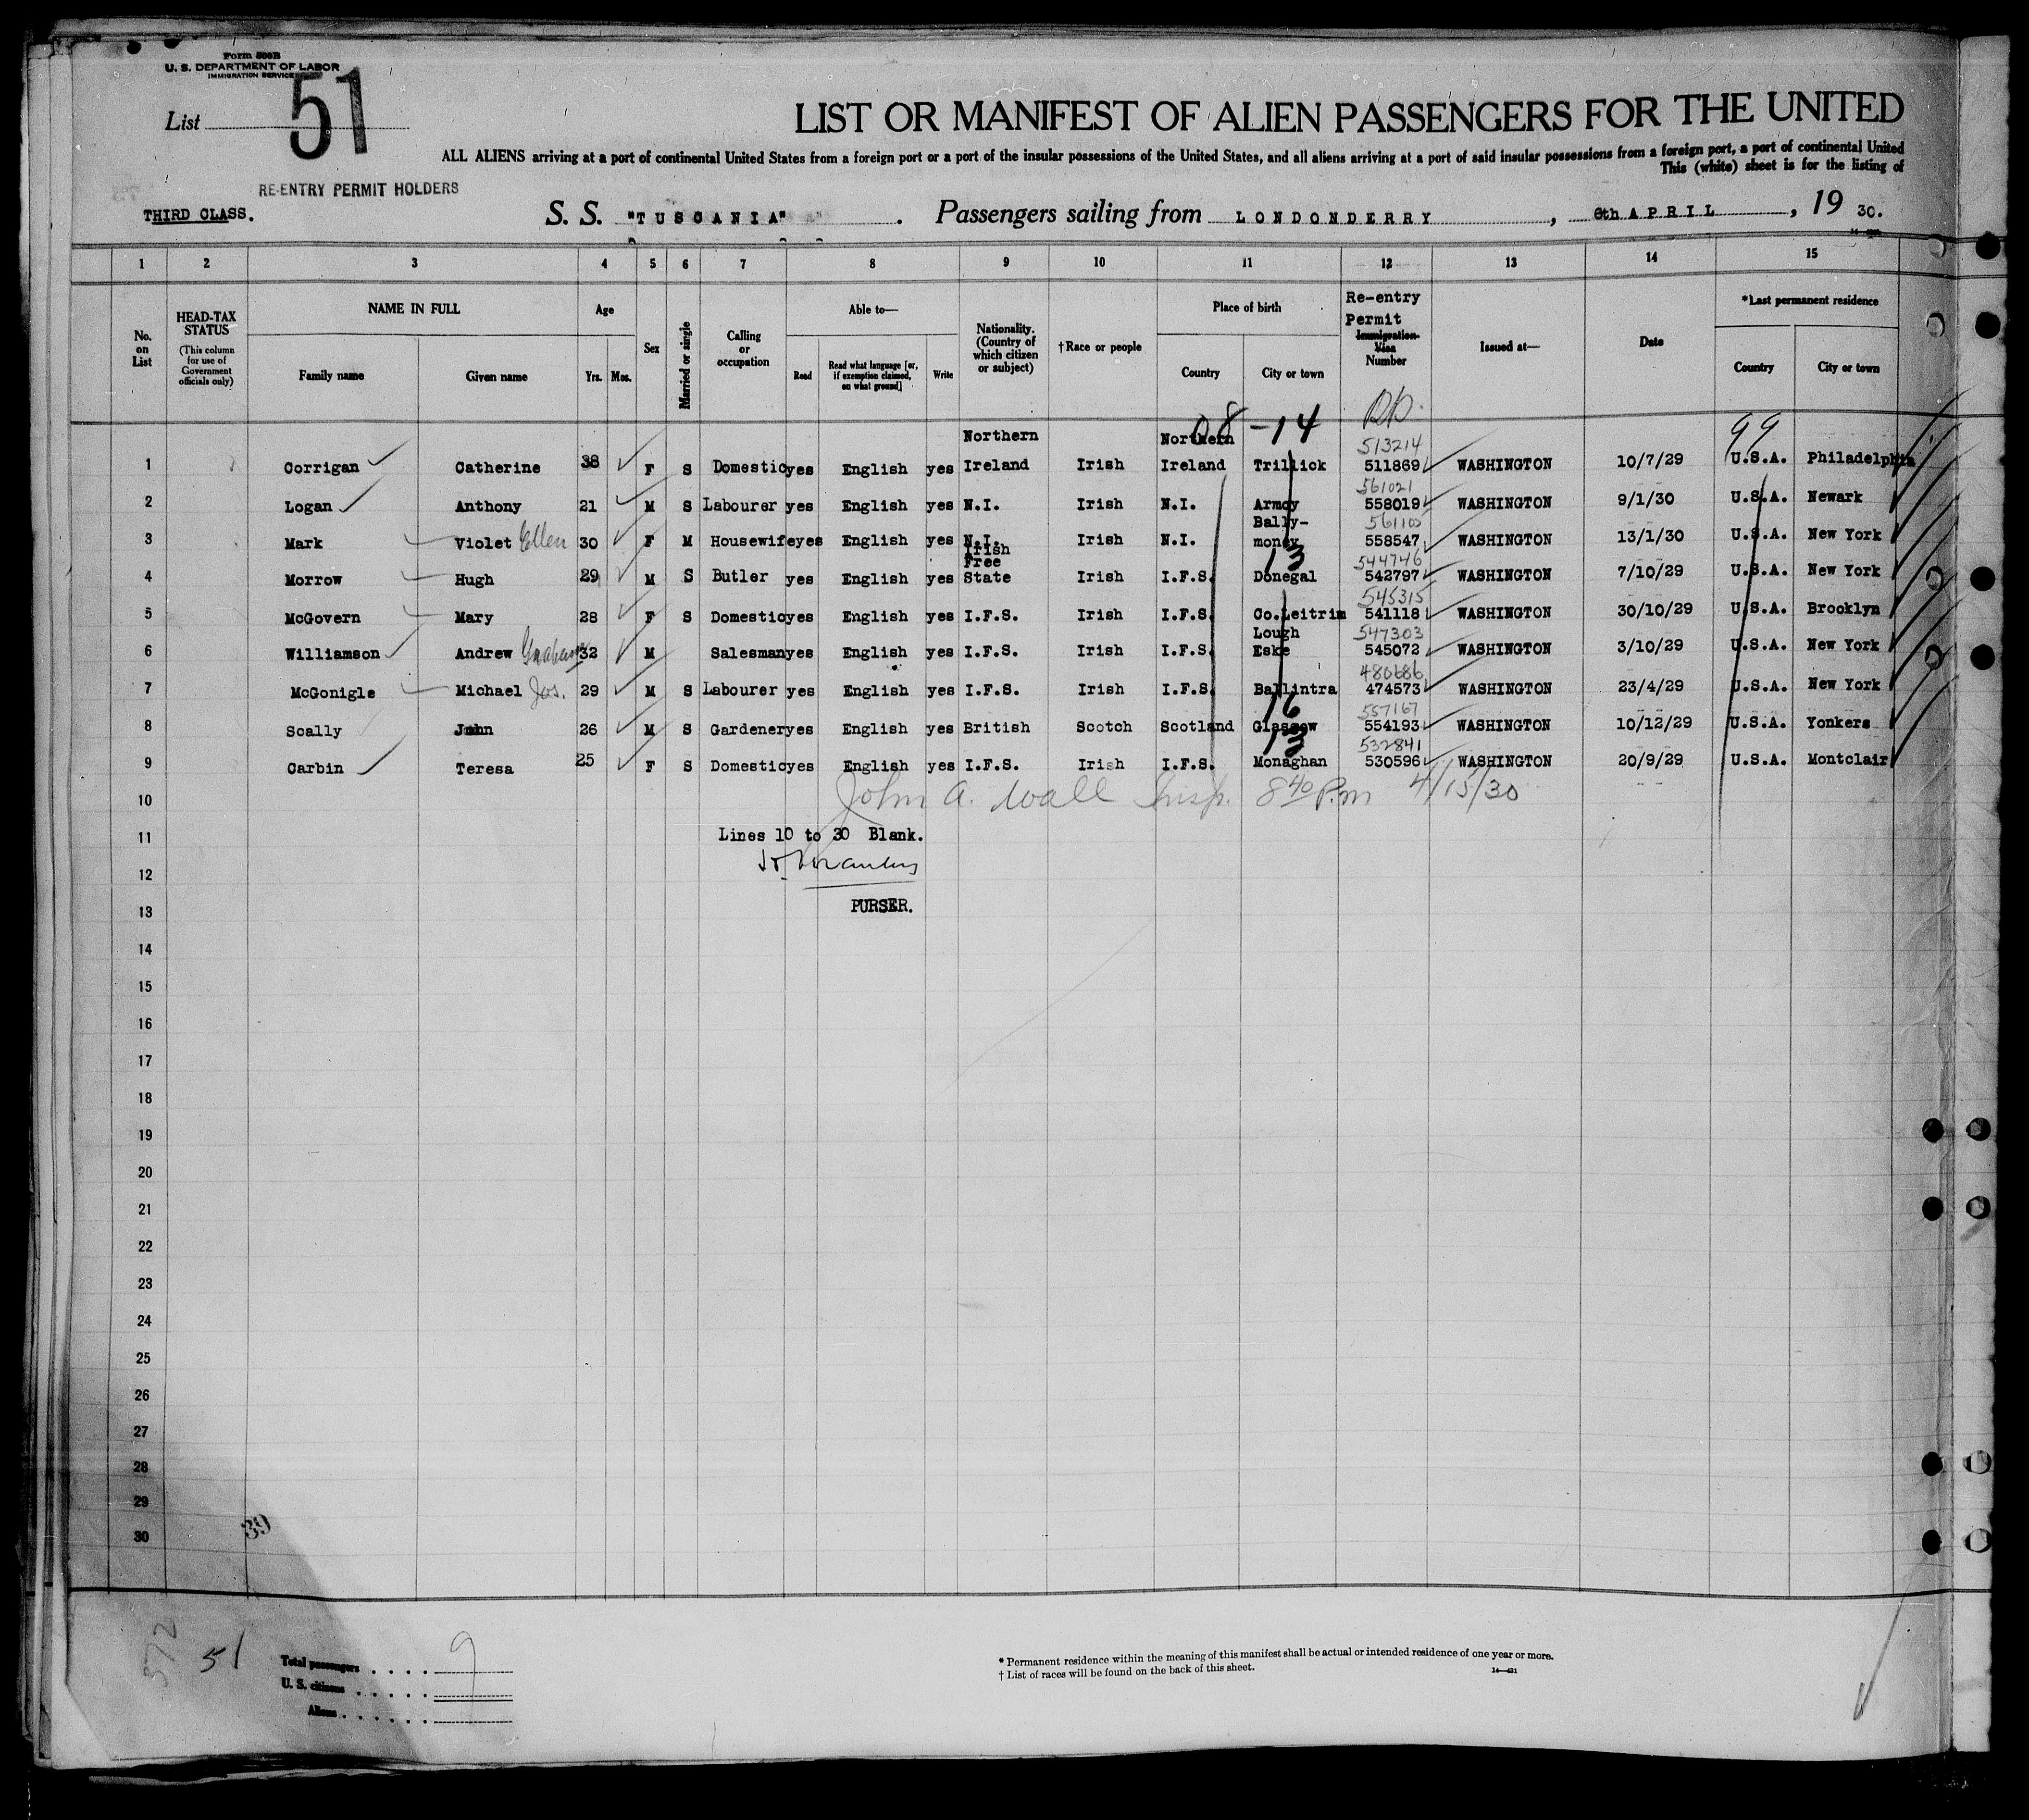 Form 500B
U. S. DEPARTMENT OF LABOR
IMMIGRATION SERVICE
List 51
LIST OR MANIFEST OF ALIEN PASSENGERS FOR THE UNITED
ALL ALIENS arriving at a port of continental United States from a foreign port or a port of the insular possessions of the United States, and all aliens arriving at a port of said insular possessions from a foreign port, a port of continental United
This (white) sheet is for the listing of
RE-ENTRY PERMIT HOLDERS
THIRD CLASS. S. S. "TUSCANIA" . Passengers sailing from LONDONDERRY , 6th APRIL , 19 30.
1 2 3 4 5 6 7 8 9 10 11 12 13 14 15
No. on List HEAD-TAX STATUS (This column for use of Government officials only) NAME IN FULL Family name Given name Age Yrs. Mos. Sex Married or single Calling or occupation Able to— Read Read what language [or, if exemption claimed, on what ground] Write Nationality. (Country of which citizen or subject) †Race or people Place of birth Country City or town Re-entry Permit Immigration Visa Number Issued at— Date *Last permanent residence Country City or town
08 -14 99
Northern Northern 513214
1 Corrigan Catherine 38 F S Domestic yes English yes Ireland Irish Ireland Trillick 511869 WASHINGTON 10/7/29 U.S.A. Philadelphia
561021
2 Logan Anthony 21 M S Labourer yes English yes N.I. Irish N.I. Armoy 558019 WASHINGTON 9/1/30 U.S.A. Newark
Bally- 561103
3 Mark Violet Ellen 30 F M Housewife yes English yes N.I. Irish N.I. money 558547 WASHINGTON 13/1/30 U.S.A. New York
Irish Free 13 544746
4 Morrow Hugh 29 M S Butler yes English yes State Irish I.F.S. Donegal 542797 WASHINGTON 7/10/29 U.S.A. New York
545315
5 McGovern Mary 28 F S Domestic yes English yes I.F.S. Irish I.F.S. Co.Leitrim 541118 WASHINGTON 30/10/29 U.S.A. Brooklyn
Lough 547303
6 Williamson Andrew Graham 32 M Salesman yes English yes I.F.S. Irish I.F.S. Eske 545072 WASHINGTON 3/10/29 U.S.A. New York
480686
7 McGonigle Michael Jos. 29 M S Labourer yes English yes I.F.S. Irish I.F.S. Ballintra 474573 WASHINGTON 23/4/29 U.S.A. New York
16 557167
8 Scally John 26 M S Gardener yes English yes British Scotch Scotland Glasgow 554193 WASHINGTON 10/12/29 U.S.A. Yonkers
13 532841
9 Carbin Teresa 25 F S Domestic yes English yes I.F.S. Irish I.F.S. Monaghan 530596 WASHINGTON 20/9/29 U.S.A. Montclair
10 John A. Wall Insp. 8 40 P.m 4/15/30
11 Lines 10 to 30 Blank.
12
13 PURSER.
14
15
16
17
18
19
20
21
22
23
24
25
26
27
28
29
30
39
372
51
Total passengers . . . . 9
U. S. citizens . . . . .
Aliens . . . . . .
* Permanent residence within the meaning of this manifest shall be actual or intended residence of one year or more.
† List of races will be found on the back of this sheet.
14—421